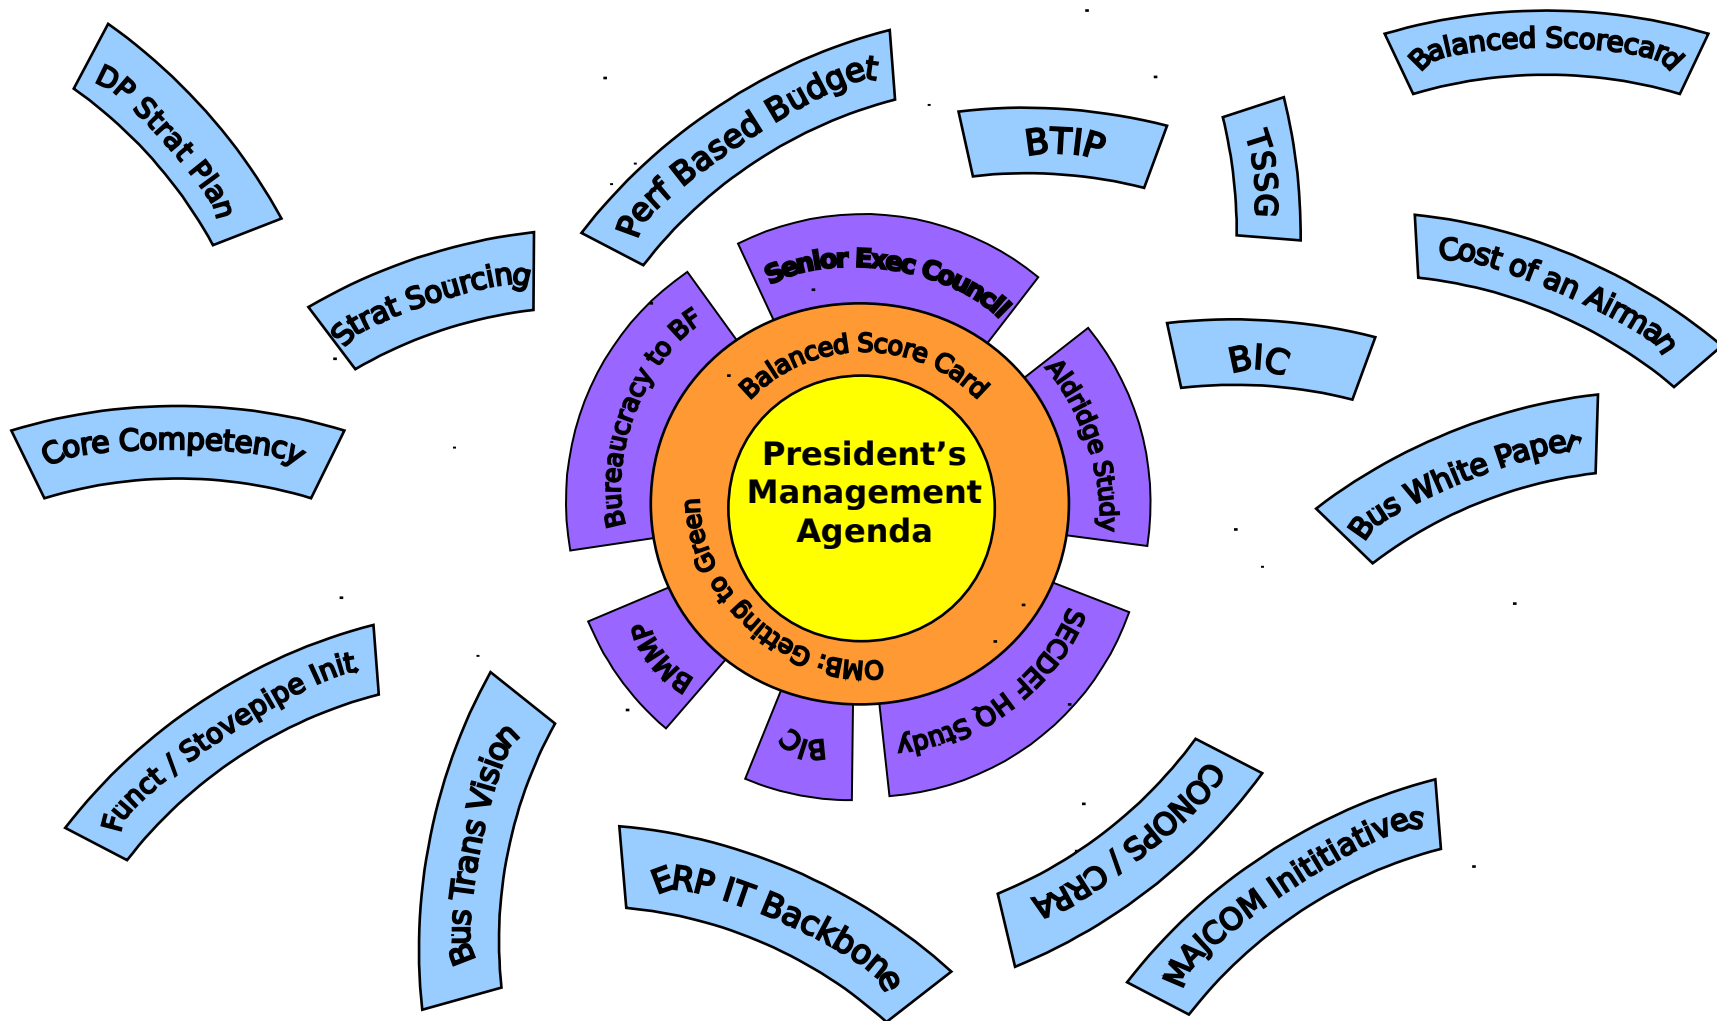 Balanced Scorecard
DP Strat Plan
Perf Based Budget
BTIP
TSSG
Strat Sourcing
Senior Exec Council
Cost of an Airman
Bureaucracy to BF
Balanced Score Card
Aldridge Study
BIC
Core Competency
President’s
Management
Agenda
Bus White Paper
OMB: Getting to Green
BMMP
BIC
SECDEF HQ Study
Funct / Stovepipe Init.
Bus Trans Vision
ERP IT Backbone
CONOPS / CRRA
MAJCOM Inititiatives